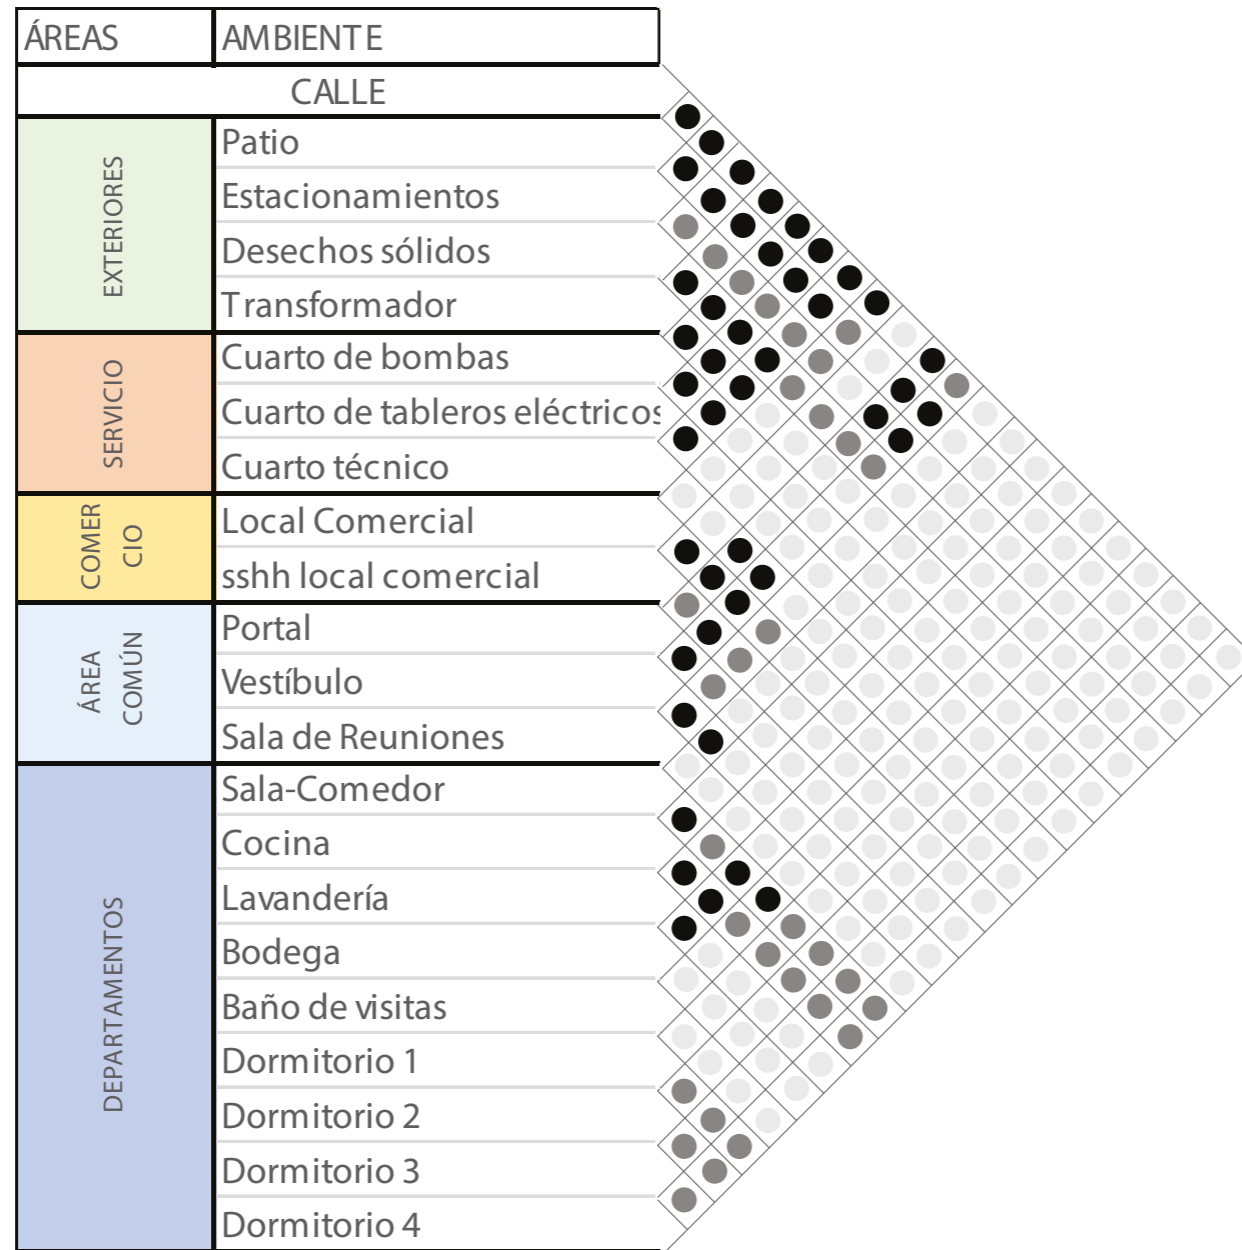 ÁREAS AMBIENTE
CALLE
EXTERIORES
Patio
Estacionamientos
Desechos sólidos
Transformador
SERVICIO
Cuarto de bombas
Cuarto de tableros eléctricos
Cuarto técnico
COMER
CIO
Local Comercial
sshh local comercial
ÁREA
COMÚN
Portal
Vestíbulo
Sala de Reuniones
DEPARTAMENTOS
Sala-Comedor
Cocina
Lavandería
Bodega
Baño de visitas
Dormitorio 1
Dormitorio 2
Dormitorio 3
Dormitorio 4